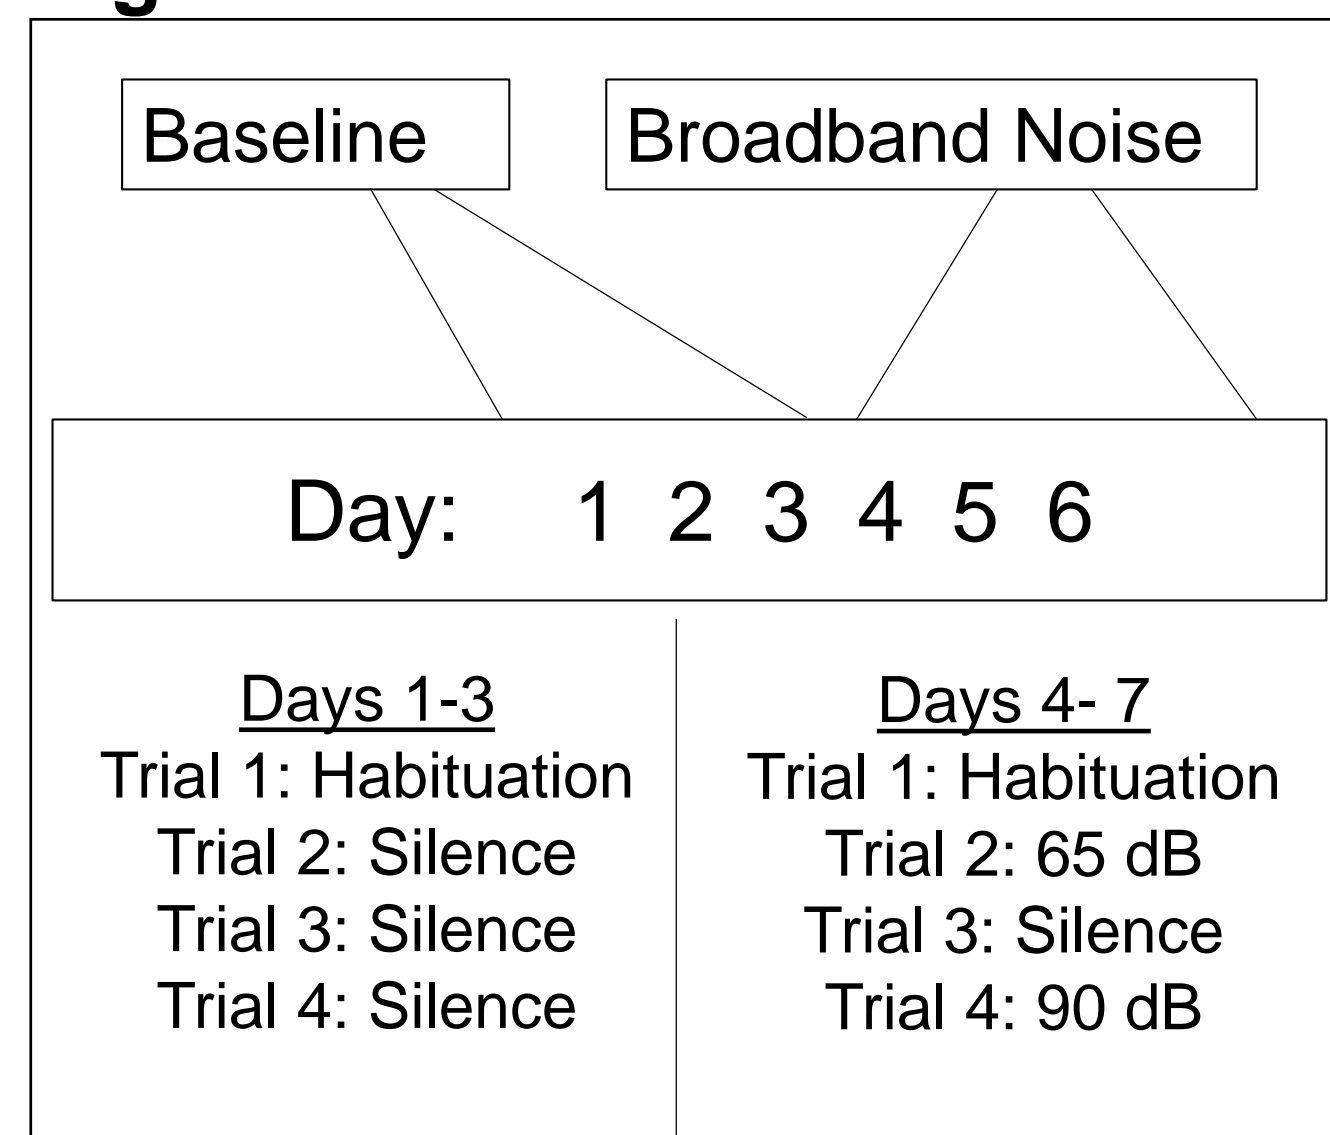 Baseline
Broadband Noise
Day: 1 2 3 4 5 6
Days 1-3
Trial 1: Habituation
Trial 2: Silence
Trial 3: Silence
Trial 4: Silence
Days 4- 7
Trial 1: Habituation
Trial 2: 65 dB
Trial 3: Silence
Trial 4: 90 dB